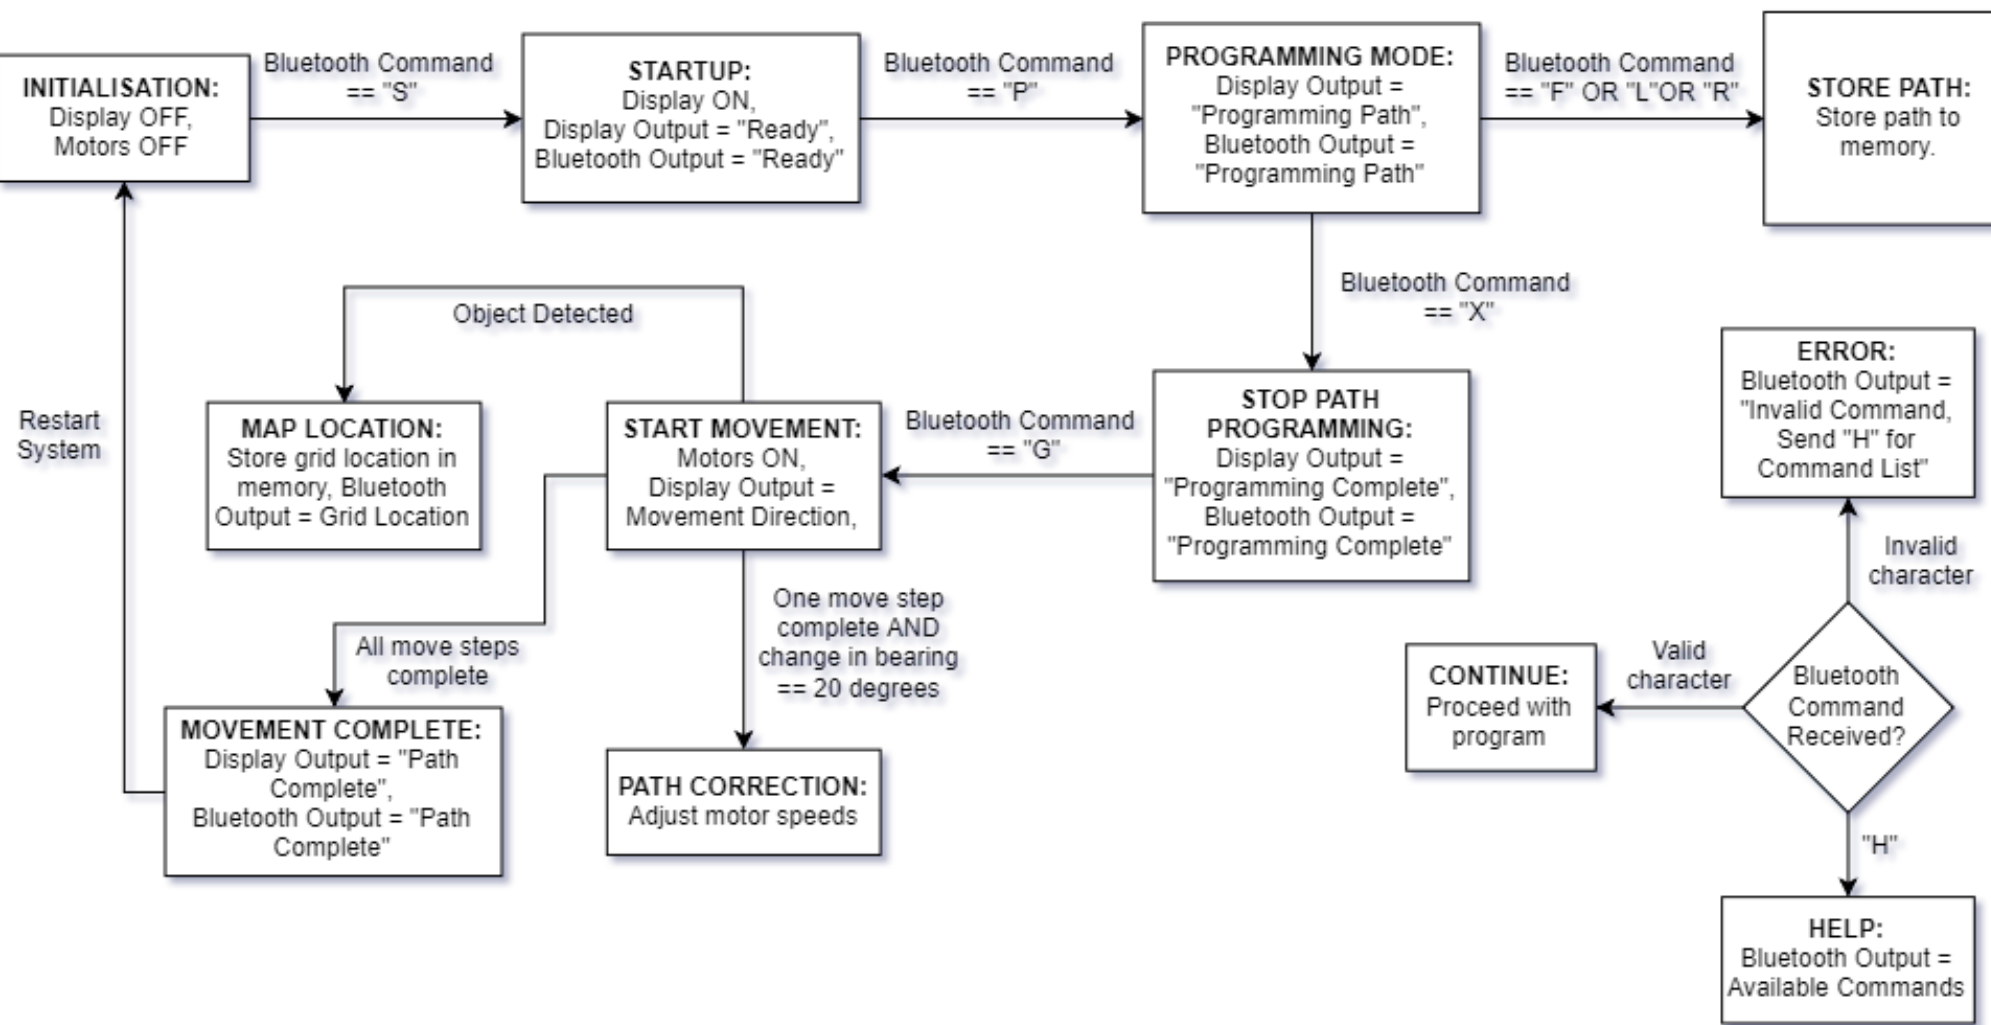 INITIALISATION:
Display OFF,
Motors OFF
Bluetooth Command
== "S"
STARTUP:
Display ON,
Display Output = "Ready",
Bluetooth Output = "Ready"
Bluetooth Command
== "P"
PROGRAMMING MODE:
Display Output =
"Programming Path",
Bluetooth Output =
"Programming Path"
Bluetooth Command
== "F" OR "L"OR "R"
STORE PATH:
Store path to
memory.
Bluetooth Command
== "X"
Object Detected
Restart
System
MAP LOCATION:
Store grid location in
memory, Bluetooth
Output = Grid Location
START MOVEMENT:
Motors ON,
Display Output =
Movement Direction,
Bluetooth Command
== "G"
STOP PATH
PROGRAMMING:
Display Output =
"Programming Complete",
Bluetooth Output =
"Programming Complete"
ERROR:
Bluetooth Output =
"Invalid Command,
Send "H" for
Command List"
Invalid
character
One move step
complete AND
change in bearing
== 20 degrees
All move steps
complete
MOVEMENT COMPLETE:
Display Output = "Path
Complete",
Bluetooth Output = "Path
Complete"
PATH CORRECTION:
Adjust motor speeds
CONTINUE:
Proceed with
program
Valid
character
Bluetooth
Command
Received?
"H"
HELP:
Bluetooth Output =
Available Commands